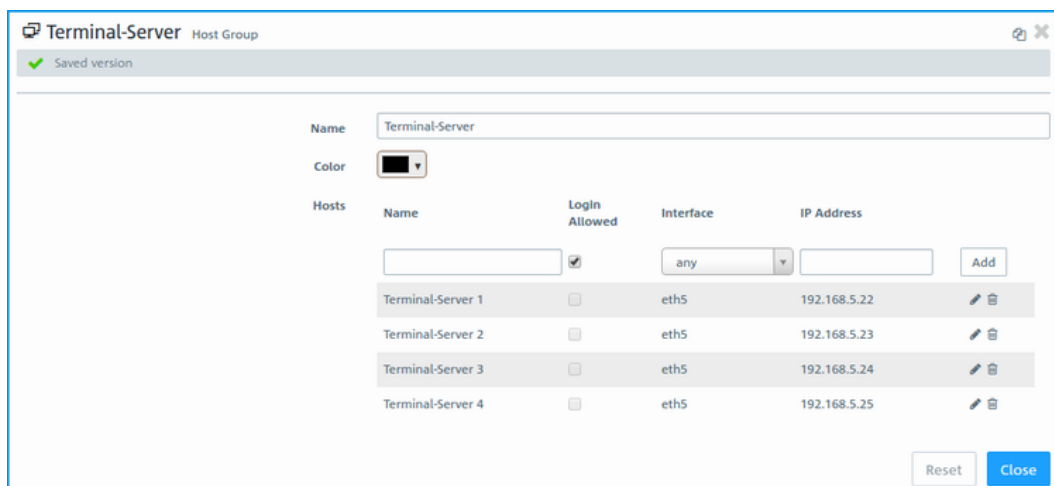 Terminal-Server Host Group
Saved version
Name Terminal-Server
Color
Hosts Name Login Allowed Interface IP Address
any Add
Terminal-Server 1 eth5 192.168.5.22
Terminal-Server 2 eth5 192.168.5.23
Terminal-Server 3 eth5 192.168.5.24
Terminal-Server 4 eth5 192.168.5.25
Reset Close